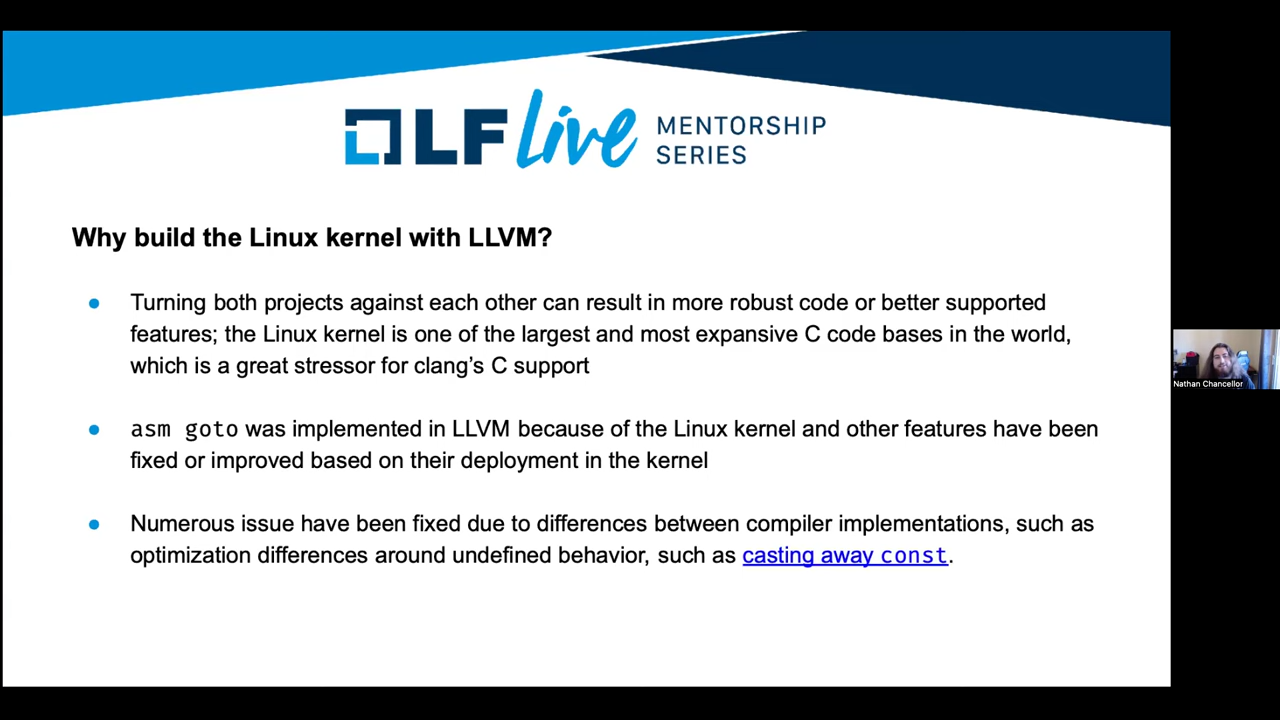 LF Live MENTORSHIP
SERIES
Why build the Linux kernel with LLVM?
● Turning both projects against each other can result in more robust code or better supported
features; the Linux kernel is one of the largest and most expansive C code bases in the world,
which is a great stressor for clang’s C support
● asm goto was implemented in LLVM because of the Linux kernel and other features have been
fixed or improved based on their deployment in the kernel
● Numerous issue have been fixed due to differences between compiler implementations, such as
optimization differences around undefined behavior, such as casting away const.
Nathan Chancellor